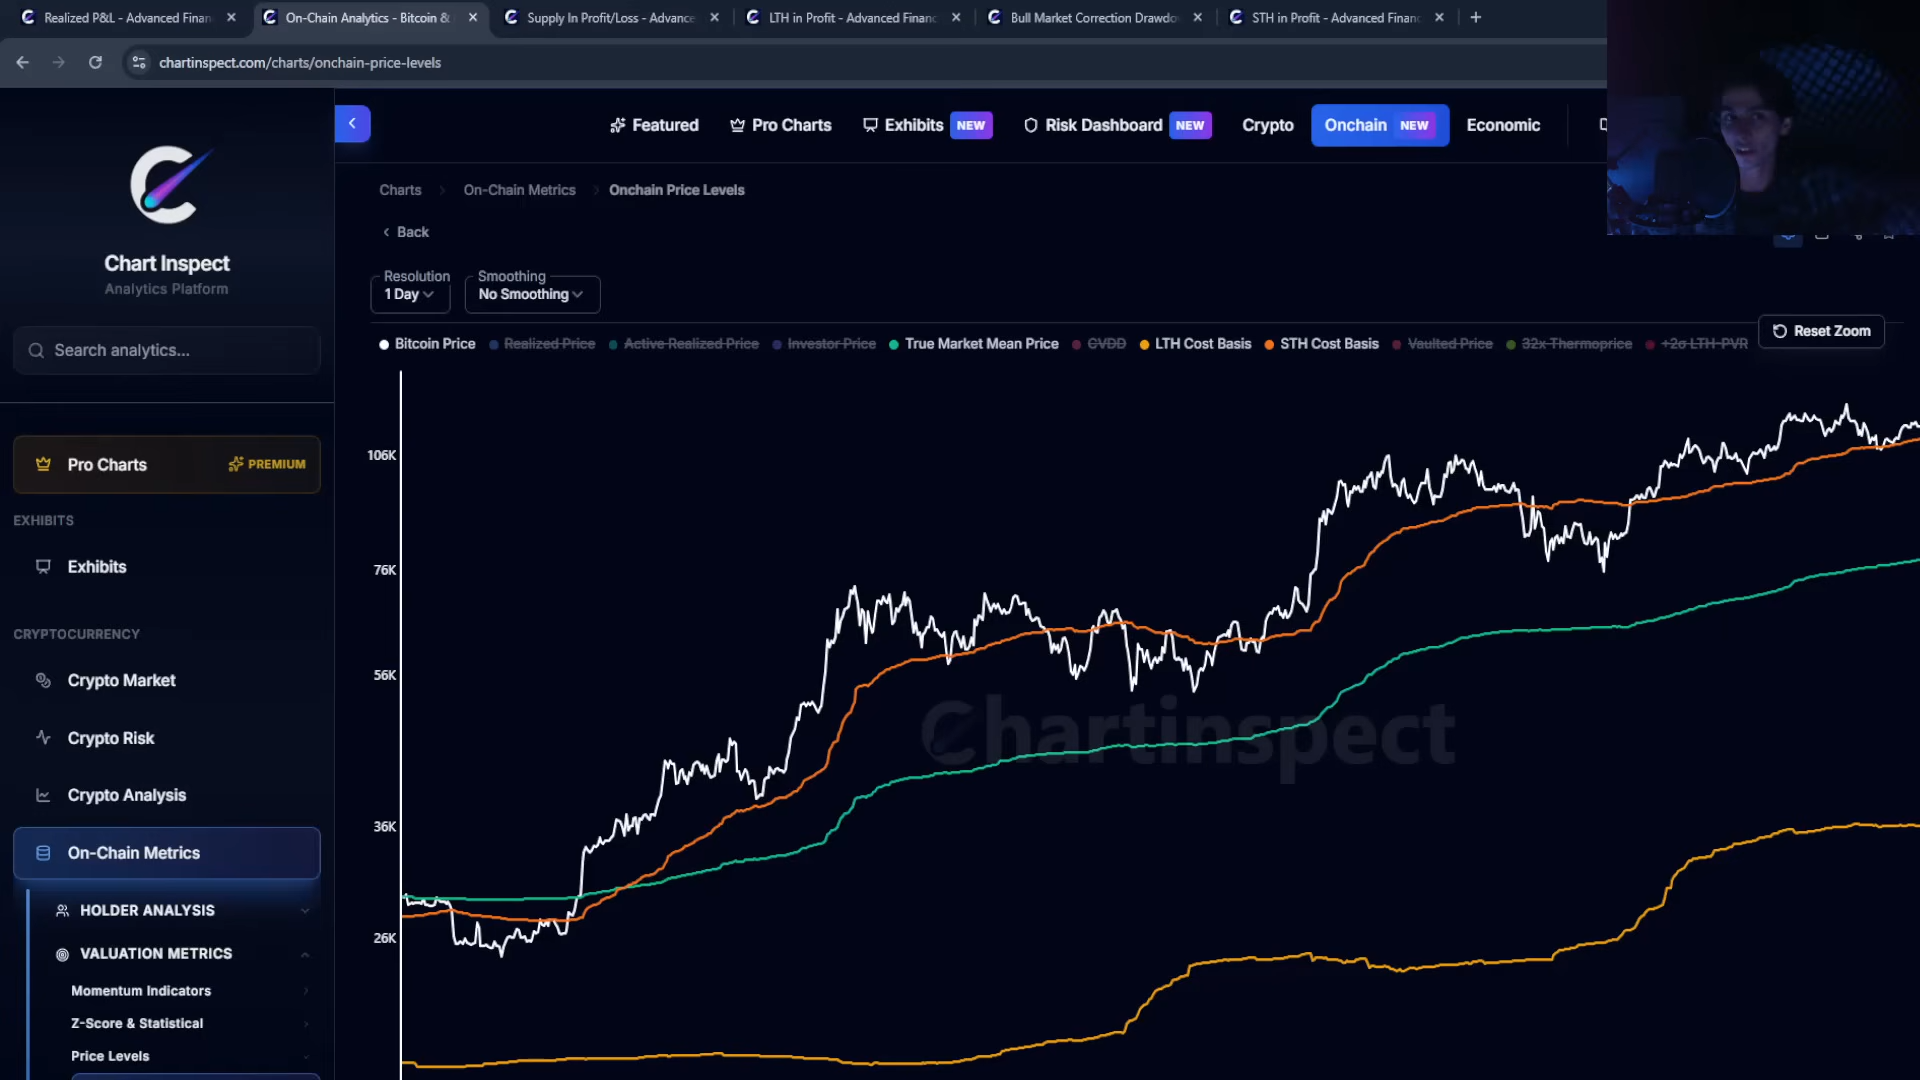 Realized P&L - Advanced Finan
On-Chain Analytics - Bitcoin &
Supply In Profit/Loss - Advance
LTH in Profit - Advanced Financ
Bull Market Correction Drawdo
STH in Profit - Advanced Financ
chartinspect.com/charts/onchain-price-levels
Chart Inspect
Analytics Platform
Search analytics...
Pro Charts
PREMIUM
EXHIBITS
Exhibits
CRYPTOCURRENCY
Crypto Market
Crypto Risk
Crypto Analysis
On-Chain Metrics
HOLDER ANALYSIS
VALUATION METRICS
Momentum Indicators
Z-Score & Statistical
Price Levels
Featured
Pro Charts
Exhibits NEW
Risk Dashboard NEW
Crypto
Onchain NEW
Economic
Charts
On-Chain Metrics
Onchain Price Levels
Back
Resolution
1 Day
Smoothing
No Smoothing
Bitcoin Price
Realized Price
Active Realized Price
Investor Price
True Market Mean Price
CVDD
LTH Cost Basis
STH Cost Basis
Vaulted Price
32x Thermoprice
+2σ LTH-PVR
Reset Zoom
106K
76K
56K
36K
26K
Chartinspect